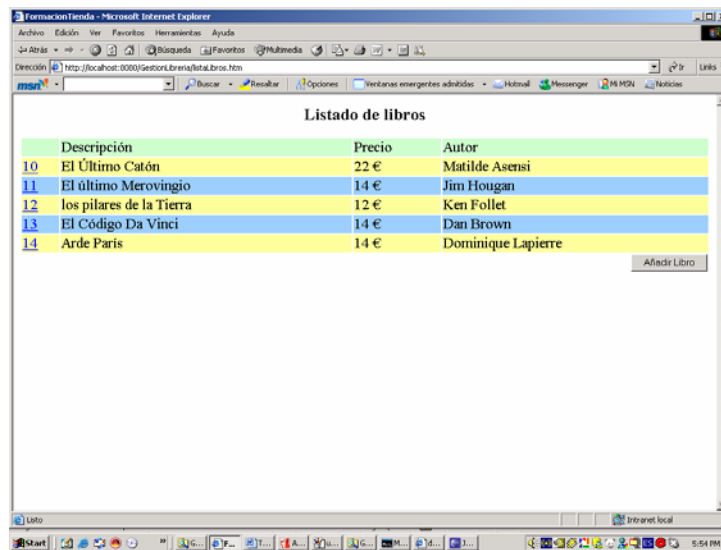 FormacionTienda - Microsoft Internet Explorer
Archivo Edición Ver Favoritos Herramientas Ayuda
Atrás Búsqueda Favoritos Multimedia
Dirección http://localhost:8080/GestionLibreria/listaLibros.htm Ir Links
msn Buscar Resaltar Opciones Ventanas emergentes admitidas Hotmail Messenger Mi MSN Noticias
Listado de libros
Descripción Precio Autor
10 El Último Catón 22 € Matilde Asensi
11 El último Merovingio 14 € Jim Hougan
12 los pilares de la Tierra 12 € Ken Follet
13 El Código Da Vinci 14 € Dan Brown
14 Arde París 14 € Dominique Lapierre
Añadir Libro
Listo Intranet local
Start 5:54 PM